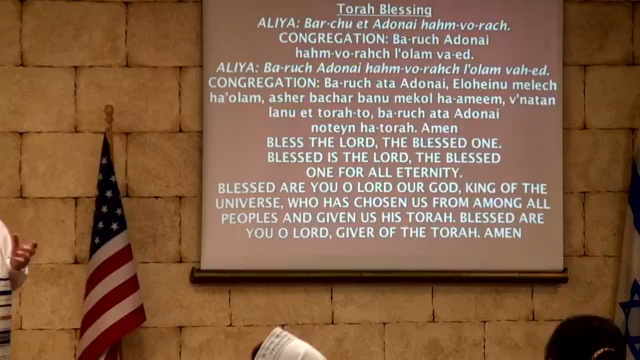 Torah Blessing
ALIYA: Bar-chu et Adonai hahm-vo-rach.
CONGREGATION: Ba-ruch Adonai
hahm-vo-rahch l'olam va-ed.
ALIYA: Ba-ruch Adonai hahm-vo-rahch l'olam vah-ed.
CONGREGATION: Ba-ruch ata Adonai, Eloheinu melech
ha'olam, asher bachar banu mekol ha-ameem, v'natan
lanu et torah-to, ba-ruch ata Adonai
noteyn ha-torah. Amen
BLESS THE LORD, THE BLESSED ONE.
BLESSED IS THE LORD, THE BLESSED
ONE FOR ALL ETERNITY.
BLESSED ARE YOU O LORD OUR GOD, KING OF THE
UNIVERSE, WHO HAS CHOSEN US FROM AMONG ALL
PEOPLES AND GIVEN US HIS TORAH. BLESSED ARE
YOU O LORD, GIVER OF THE TORAH. AMEN